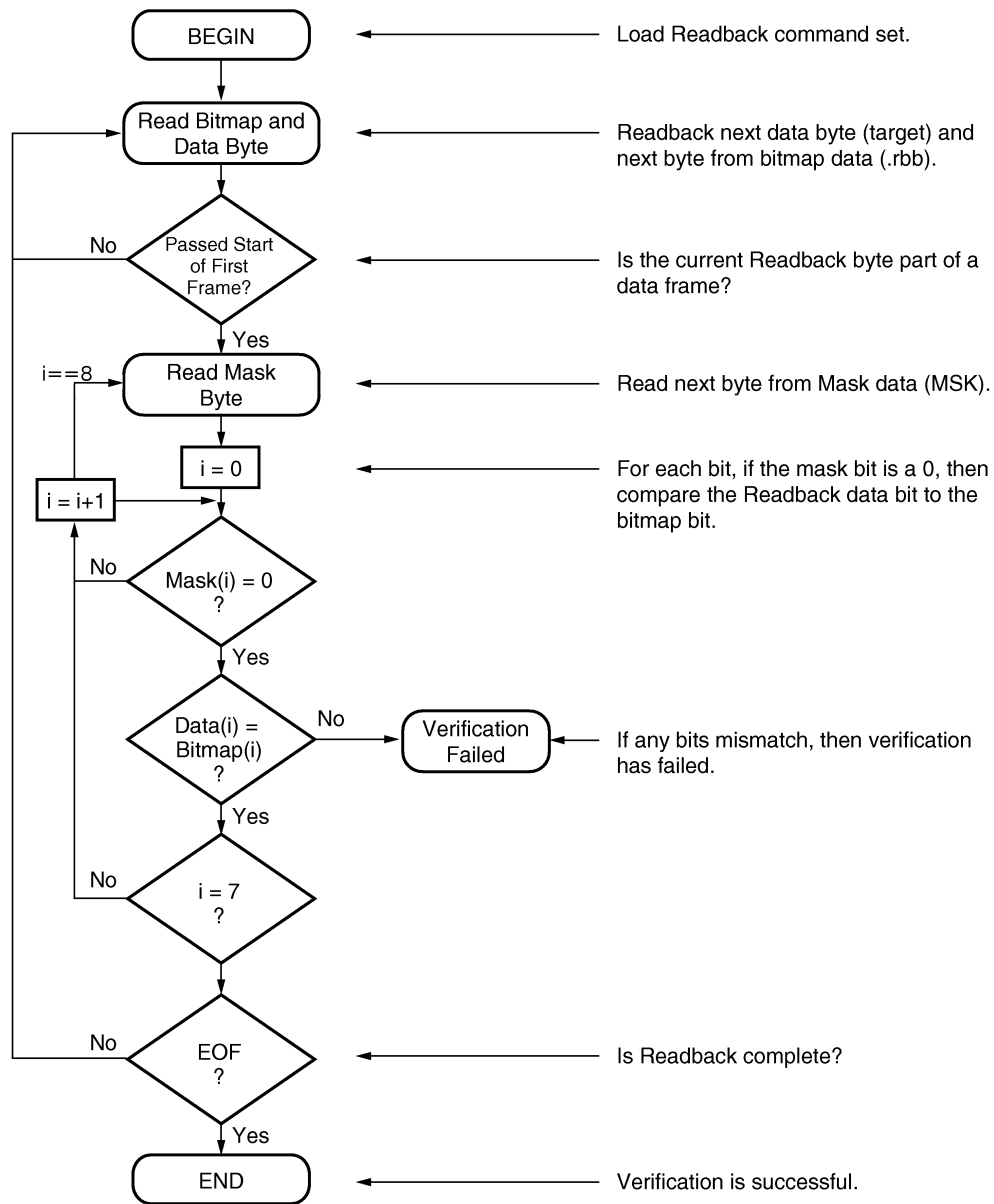 BEGIN
Load Readback command set.
Read Bitmap and
Data Byte
Readback next data byte (target) and
next byte from bitmap data (.rbb).
No
Passed Start
of First
Frame?
Is the current Readback byte part of a
data frame?
Yes
i==8
Read Mask
Byte
Read next byte from Mask data (MSK).
i = 0
For each bit, if the mask bit is a 0, then
compare the Readback data bit to the
bitmap bit.
i = i+1
No
Mask(i) = 0
?
Yes
Data(i) =
Bitmap(i)
?
No
Verification
Failed
If any bits mismatch, then verification
has failed.
Yes
No
i = 7
?
No
EOF
?
Is Readback complete?
Yes
END
Verification is successful.